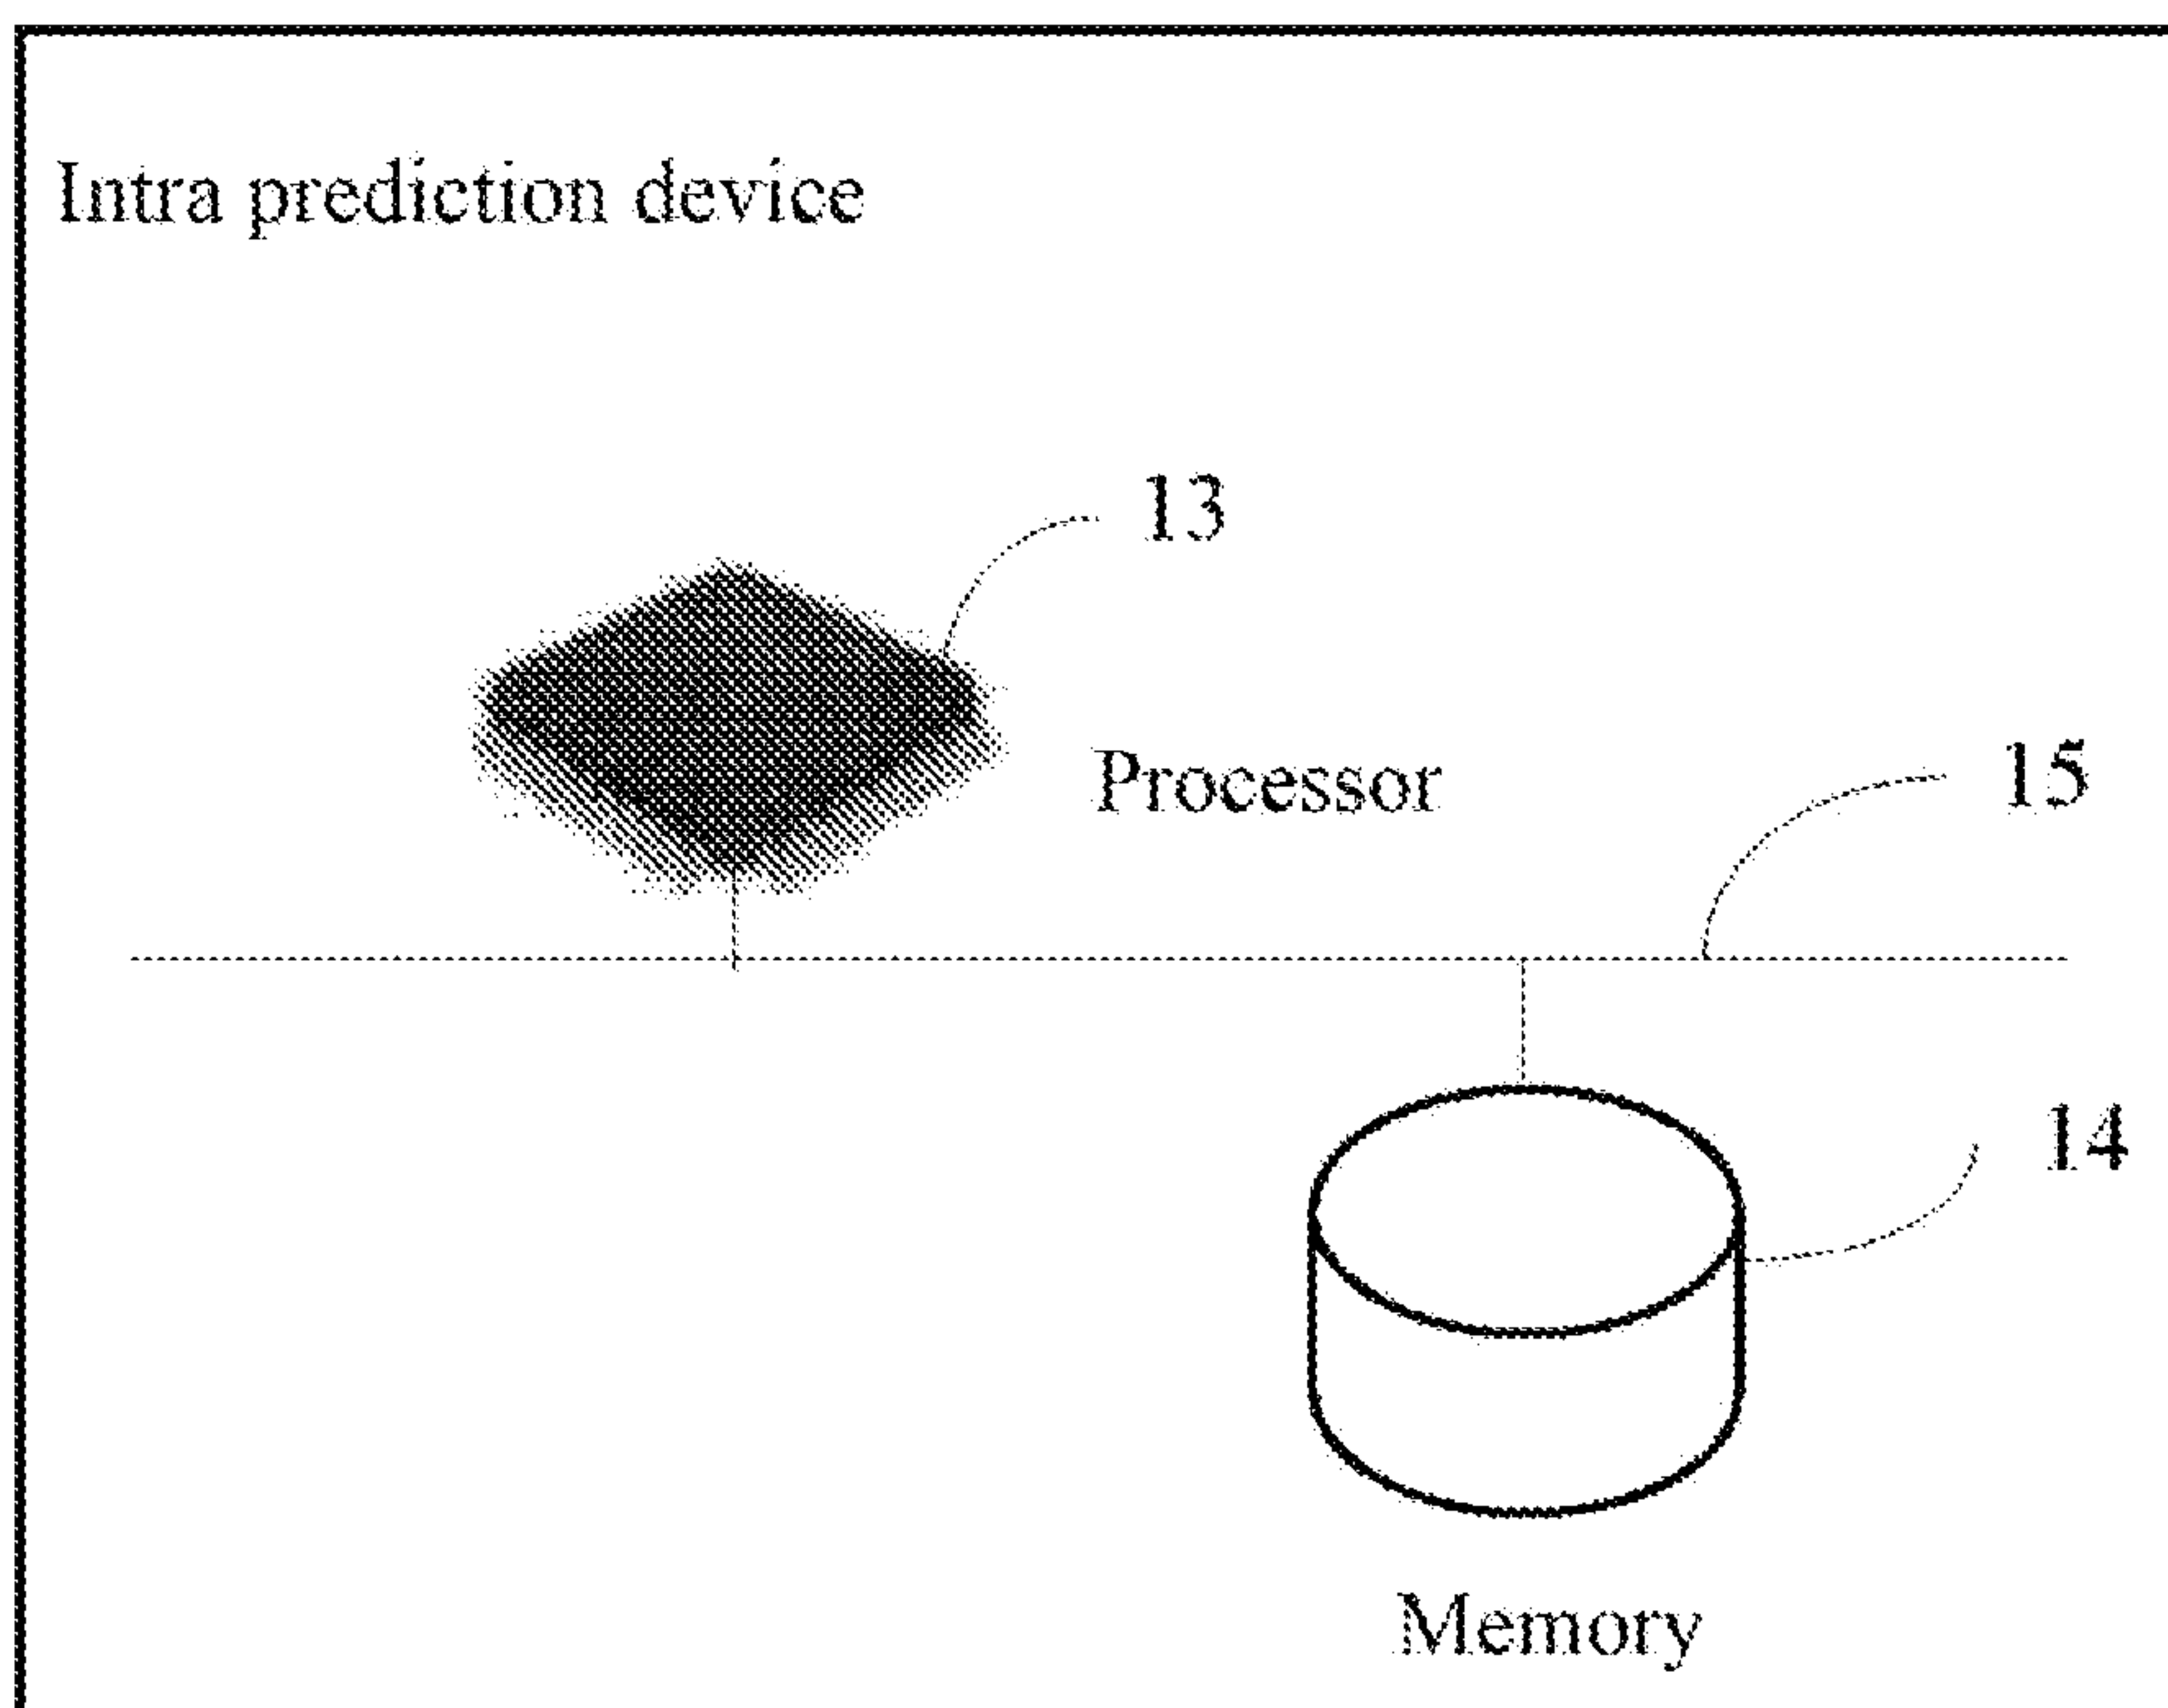 Intra prediction device
13
Processor
15
14
Memory